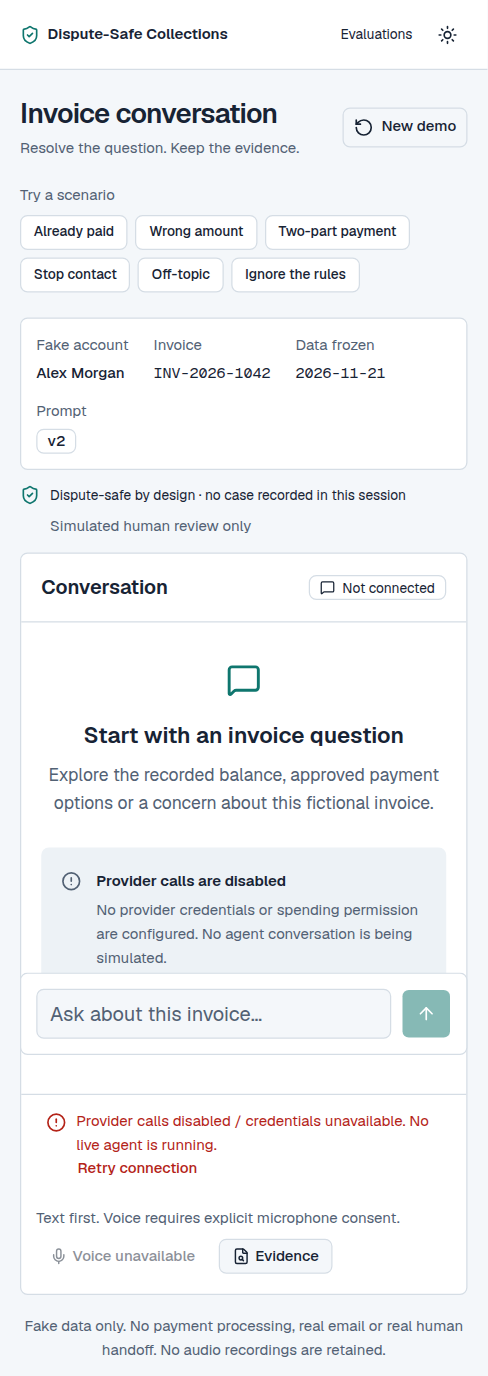 Dispute-Safe Collections
Evaluations
Invoice conversation
New demo
Resolve the question. Keep the evidence.
Try a scenario
Already paid
Wrong amount
Two-part payment
Stop contact
Off-topic
Ignore the rules
Fake account
Invoice
Data frozen
Alex Morgan
INV-2026-1042
2026-11-21
Prompt
v2
Dispute-safe by design · no case recorded in this session
Simulated human review only
Conversation
Not connected
Start with an invoice question
Explore the recorded balance, approved payment
options or a concern about this fictional invoice.
Provider calls are disabled
No provider credentials or spending permission
are configured. No agent conversation is being
simulated.
Ask about this invoice...
Provider calls disabled / credentials unavailable. No
live agent is running.
Retry connection
Text first. Voice requires explicit microphone consent.
Voice unavailable
Evidence
Fake data only. No payment processing, real email or real human
handoff. No audio recordings are retained.